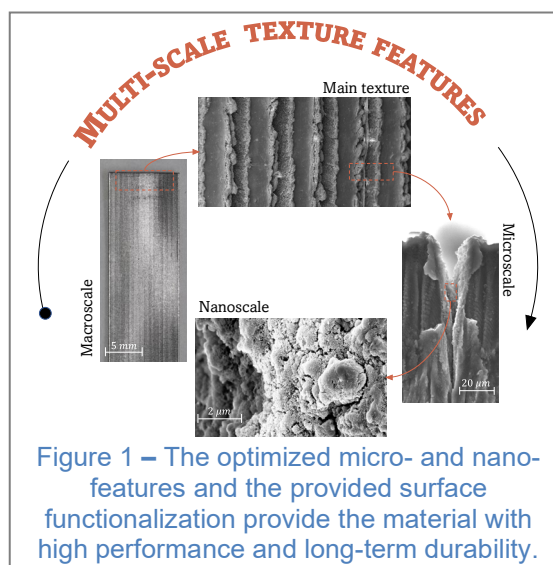 MULTI-SCALE TEXTURE FEATURES
Main texture
Macroscale
5 mm
Microscale
20 μm
Nanoscale
2 μm
Figure 1 – The optimized micro- and nano-
features and the provided surface
functionalization provide the material with
high performance and long-term durability.